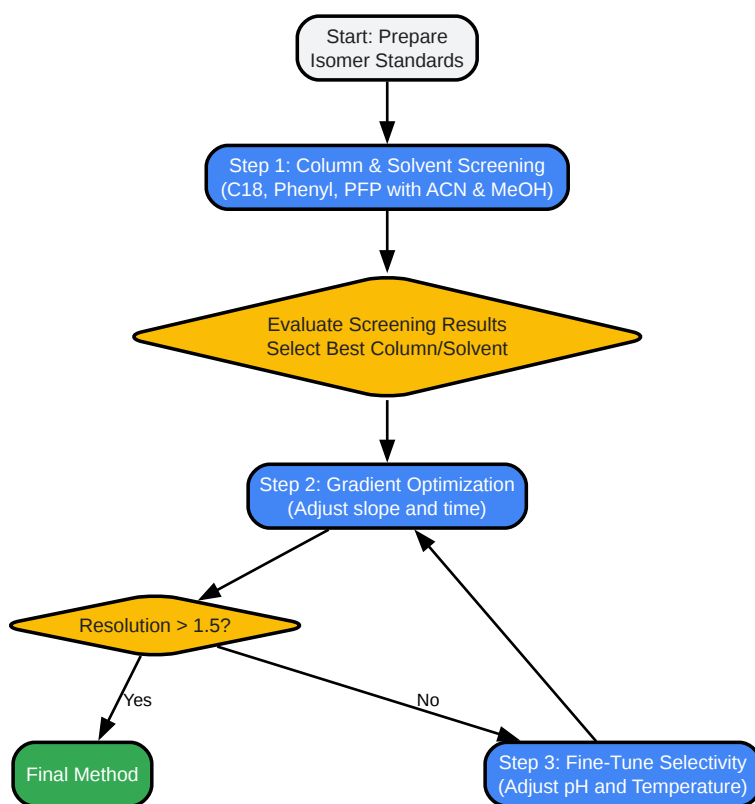 Start: Prepare
Isomer Standards
Step 1: Column & Solvent Screening
(C18, Phenyl, PFP with ACN & MeOH)
Evaluate Screening Results
Select Best Column/Solvent
Step 2: Gradient Optimization
(Adjust slope and time)
Resolution > 1.5?
Yes
No
Final Method
Step 3: Fine-Tune Selectivity
(Adjust pH and Temperature)